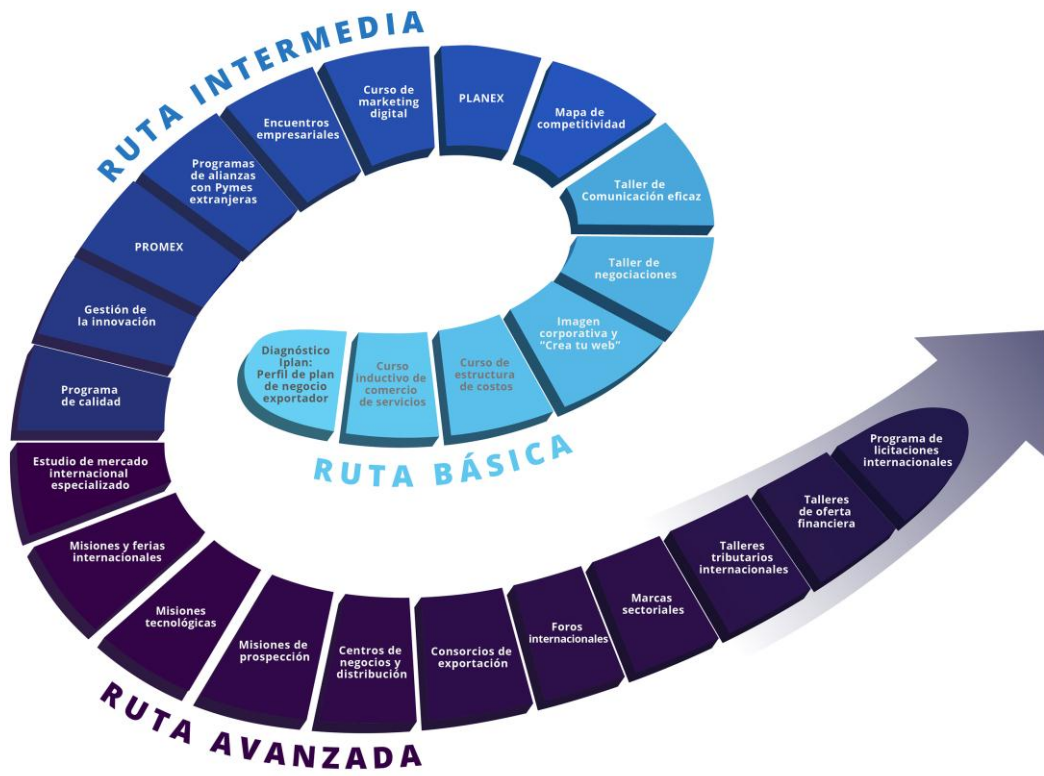 RUTA BÁSICA
Diagnóstico
Iplan:
Perfil de plan
de negocio
exportador
Curso
inductivo de
comercio
de servicios
Curso de
estructura
de costos
Imagen
corporativa y
“Crea tu web”
Taller de
negociaciones
Taller de
Comunicación eficaz
RUTA INTERMEDIA
Mapa de
competitividad
PLANEX
Curso de
marketing
digital
Encuentros
empresariales
Programas
de alianzas
con Pymes
extranjeras
PROMEX
Gestión de
la innovación
Programa
de calidad
RUTA AVANZADA
Estudio de mercado
internacional
especializado
Misiones y ferias
internacionales
Misiones
tecnológicas
Misiones de
prospección
Centros de
negocios y
distribución
Consorcios de
exportación
Foros
internacionales
Marcas
sectoriales
Talleres
tributarios
internacionales
Talleres
de oferta
financiera
Programa de
licitaciones
internacionales